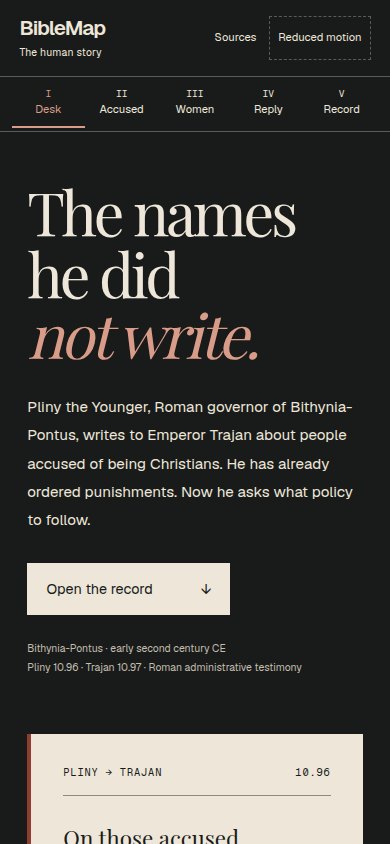 BibleMap
The human story
Sources
Reduced motion
I
Desk
II
Accused
III
Women
IV
Reply
V
Record
The names
he did
not write.
Pliny the Younger, Roman governor of Bithynia-
Pontus, writes to Emperor Trajan about people
accused of being Christians. He has already
ordered punishments. Now he asks what policy
to follow.
Open the record ↓
Bithynia-Pontus · early second century CE
Pliny 10.96 · Trajan 10.97 · Roman administrative testimony
PLINY → TRAJAN
10.96
On those accused